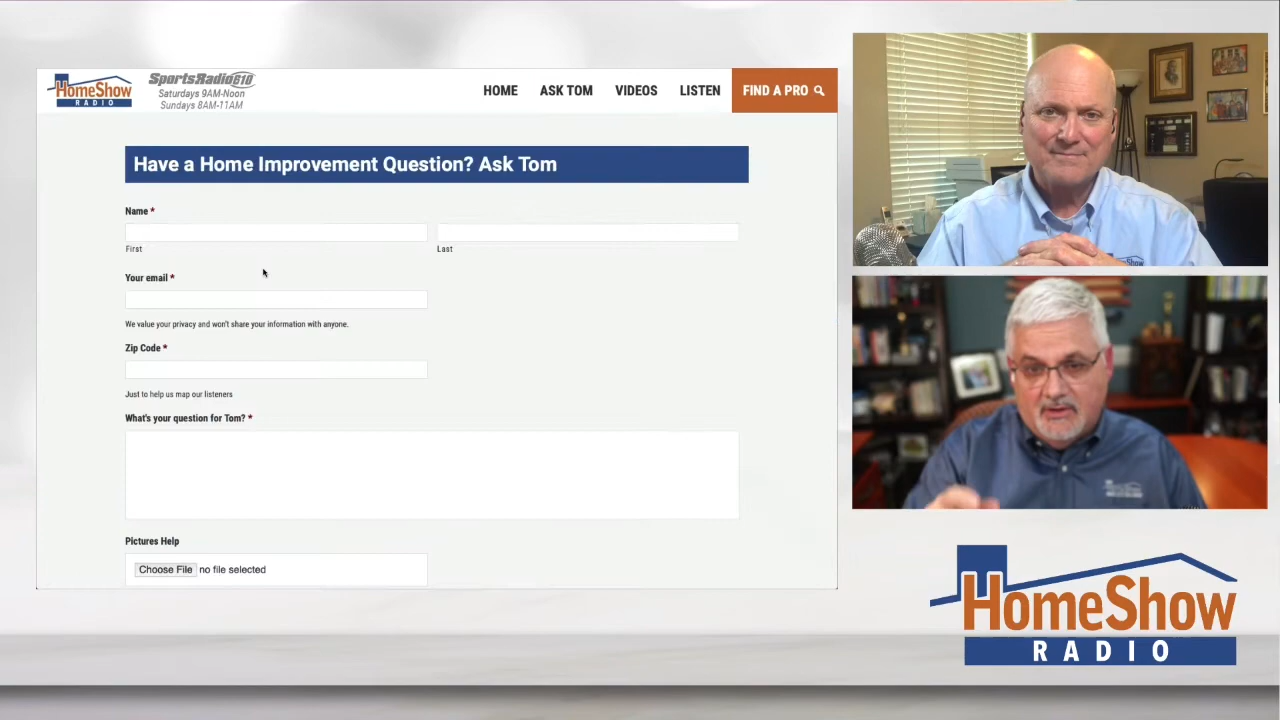 HomeShow
RADIO
SportsRadio610
Saturdays 9AM-Noon
Sundays 8AM-11AM
HOME
ASK TOM
VIDEOS
LISTEN
FIND A PRO
Have a Home Improvement Question? Ask Tom
Name *
First
Last
Your email *
We value your privacy and won't share your information with anyone.
Zip Code *
Just to help us map our listeners
What's your question for Tom? *
Pictures Help
Choose File no file selected
HomeShow
RADIO